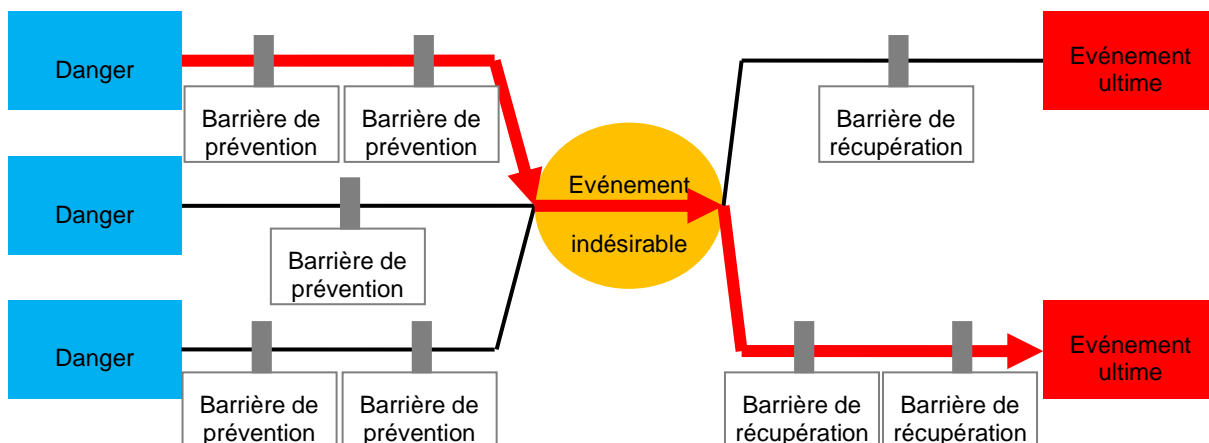 Danger
Barrière de
prévention
Barrière de
prévention
Danger
Barrière de
prévention
Danger
Barrière de
prévention
Barrière de
prévention
Evénement
indésirable
Barrière de
récupération
Evénement
ultime
Barrière de
récupération
Barrière de
récupération
Evénement
ultime